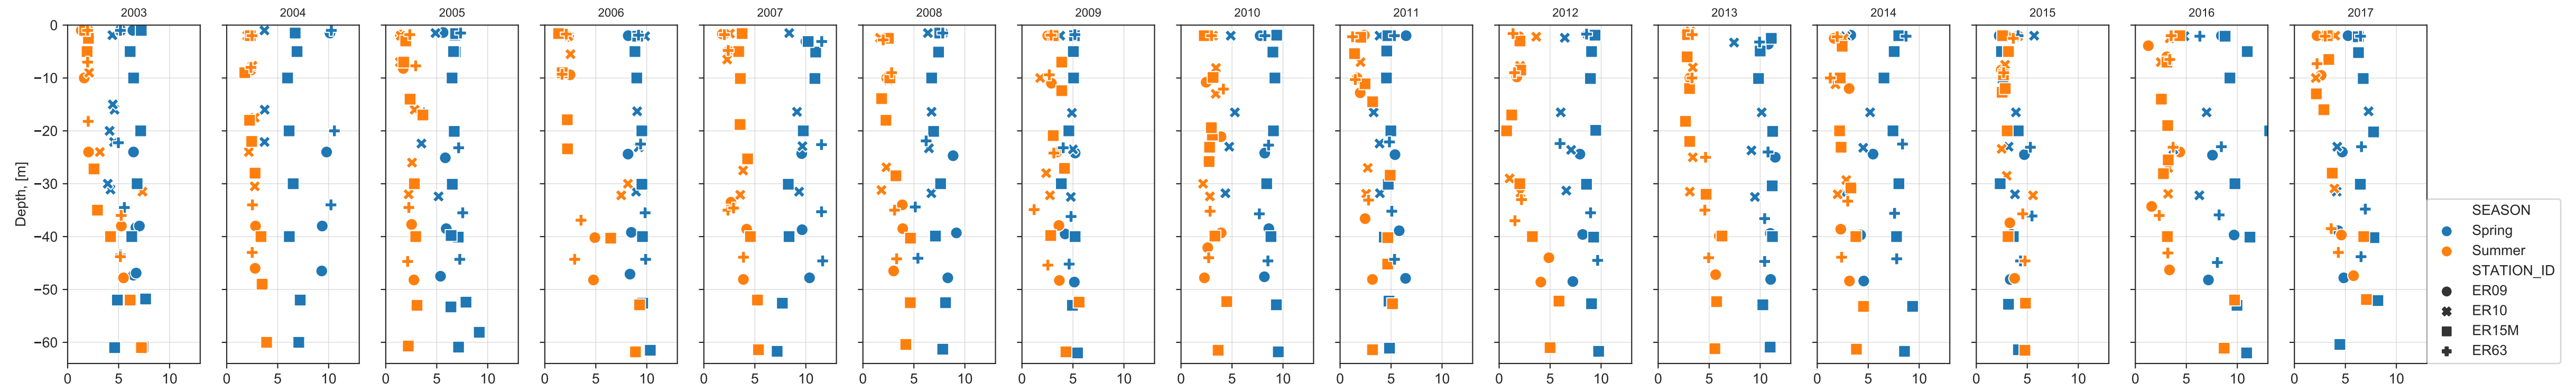 2003 2004 2005 2006 2007 2008 2009 2010 2011 2012 2013 2014 2015 2016 2017
0
−10
−20
−30
−40
−50
−60
Depth, [m]
0 5 10 0 5 10 0 5 10 0 5 10 0 5 10 0 5 10 0 5 10 0 5 10 0 5 10 0 5 10 0 5 10 0 5 10 0 5 10 0 5 10 0 5 10
SEASON
Spring
Summer
STATION_ID
ER09
ER10
ER15M
ER63